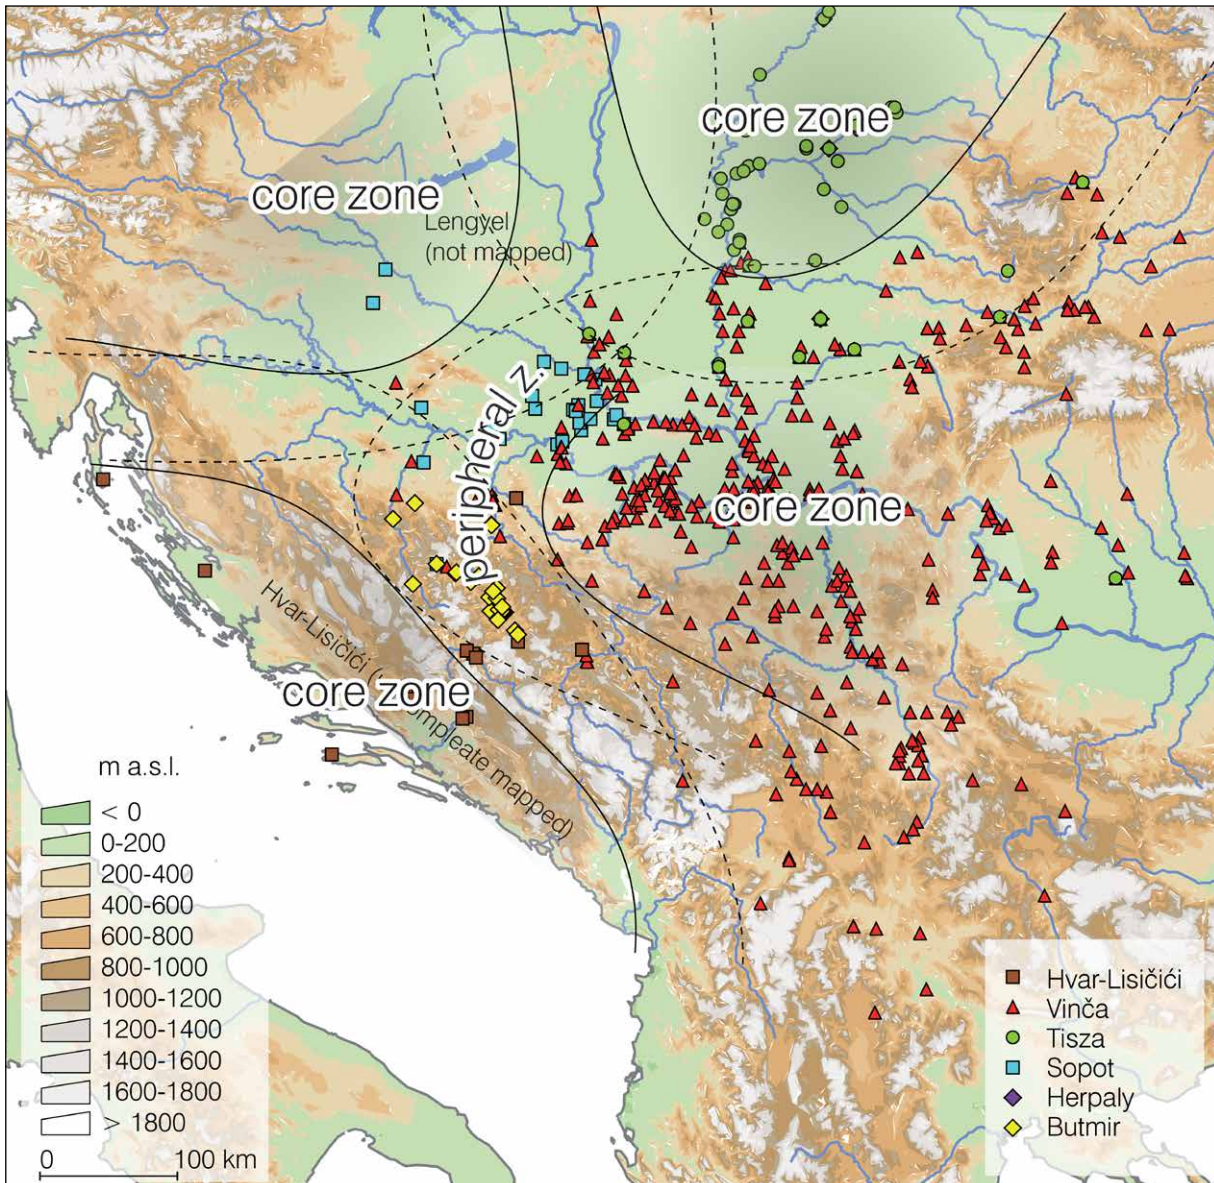 core zone
core zone
Lengyel
(not mapped)
peripheral z.
core zone
Hvar-Lisičići ( ompleate mapped)
core zone
m a.s.l.
< 0
0-200
200-400
400-600
600-800
800-1000
1000-1200
1200-1400
1400-1600
1600-1800
> 1800
0 100 km
Hvar-Lisičići
Vinča
Tisza
Sopot
Herpaly
Butmir